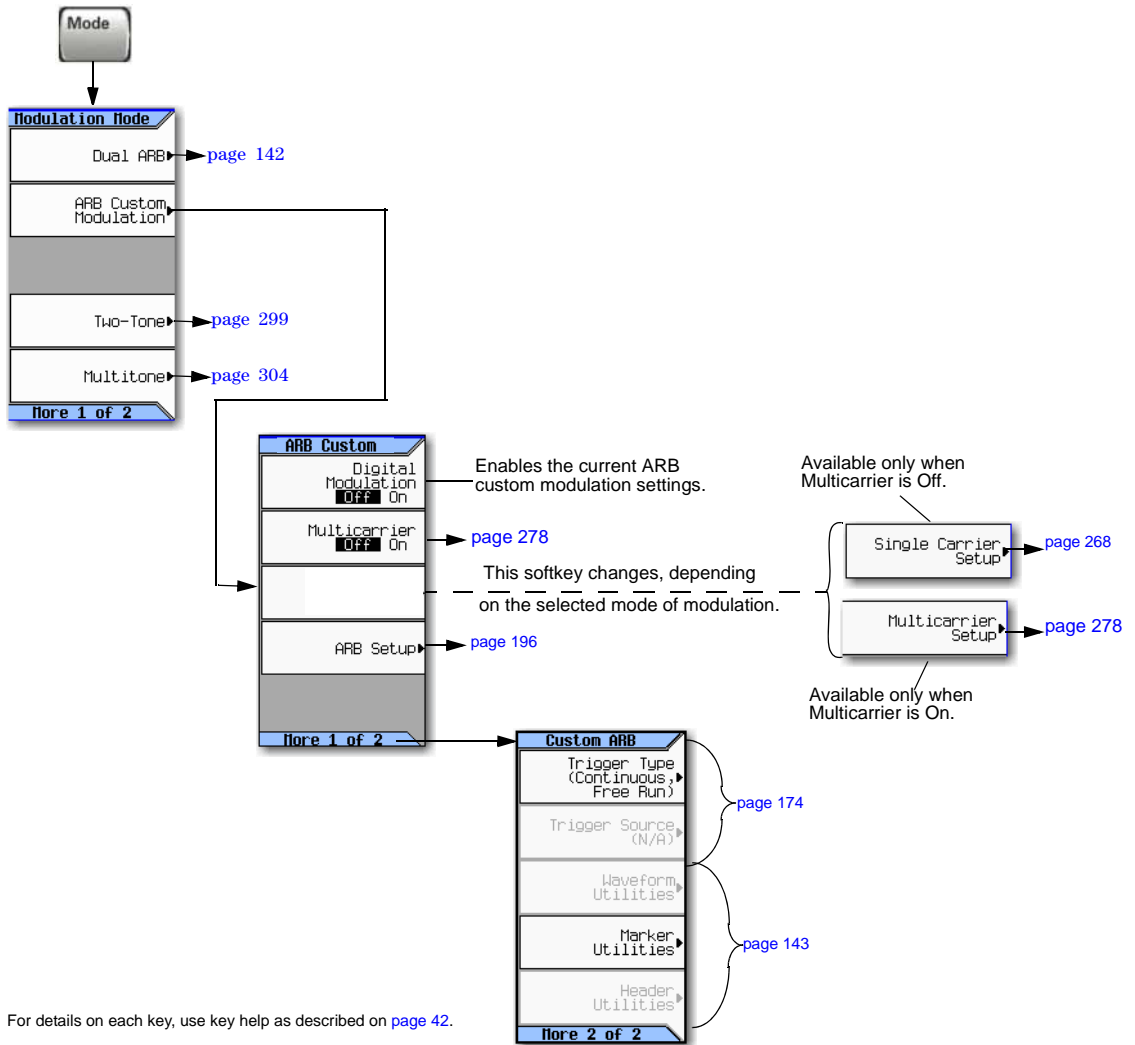 Mode
Modulation Mode
Dual ARB
page 142
ARB Custom
Modulation
Two-Tone
page 299
Multitone
page 304
More 1 of 2
ARB Custom
Digital
Modulation
Off On
Enables the current ARB
custom modulation settings.
Multicarrier
Off On
page 278
This softkey changes, depending
on the selected mode of modulation.
ARB Setup
page 196
More 1 of 2
Available only when
Multicarrier is Off.
Single Carrier
Setup
page 268
Multicarrier
Setup
page 278
Available only when
Multicarrier is On.
Custom ARB
Trigger Type
(Continuous,
Free Run)
Trigger Source
(N/A)
page 174
Waveform
Utilities
Marker
Utilities
page 143
Header
Utilities
More 2 of 2
For details on each key, use key help as described on page 42.